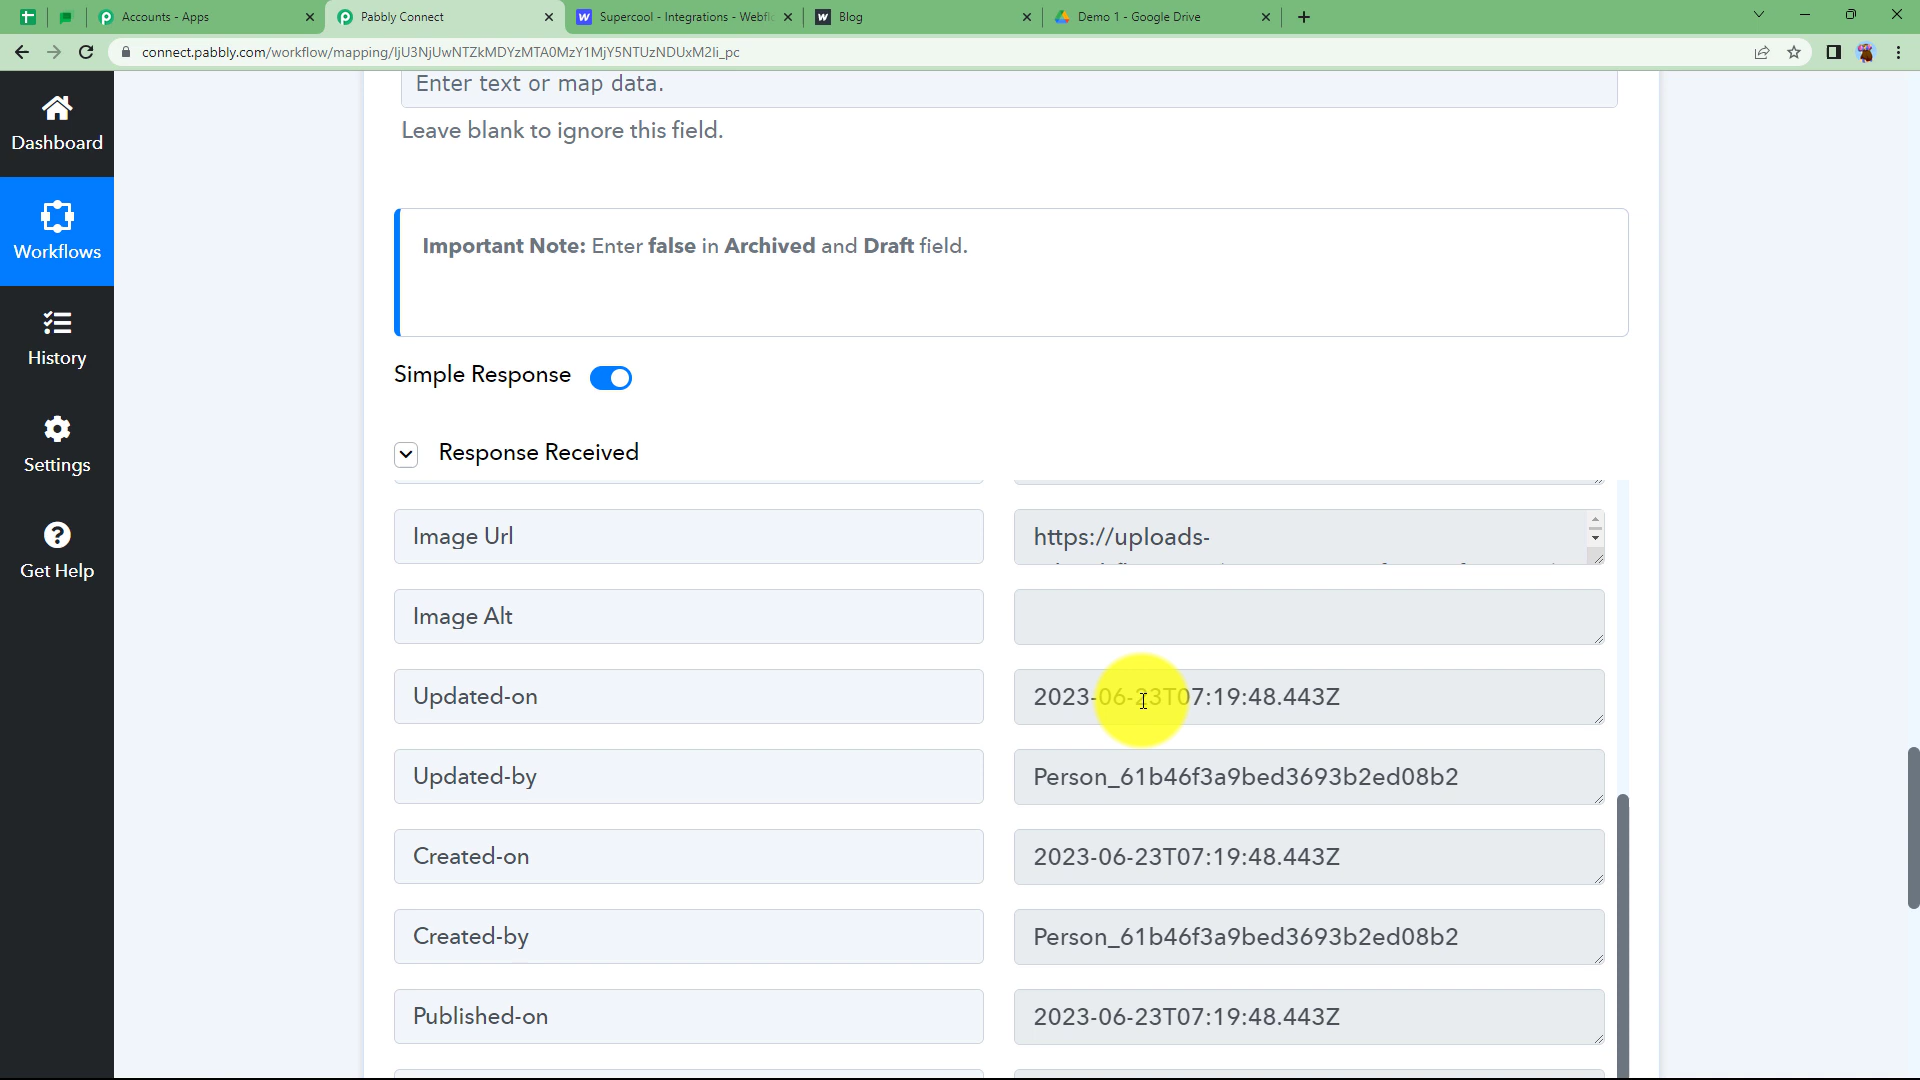 Accounts - Apps
Pabbly Connect
Supercool - Integrations - Webfl
Blog
Demo 1 - Google Drive
connect.pabbly.com/workflow/mapping/IjU3NjUwNTZkMDYzMTA0MzY1MjY5NTUzNDUxM2Ii_pc
Dashboard
Workflows
History
Settings
Get Help
Enter text or map data.
Leave blank to ignore this field.
Important Note: Enter false in Archived and Draft field.
Simple Response
Response Received
Image Url
https://uploads-
Image Alt
Updated-on
2023-06-23T07:19:48.443Z
Updated-by
Person_61b46f3a9bed3693b2ed08b2
Created-on
2023-06-23T07:19:48.443Z
Created-by
Person_61b46f3a9bed3693b2ed08b2
Published-on
2023-06-23T07:19:48.443Z